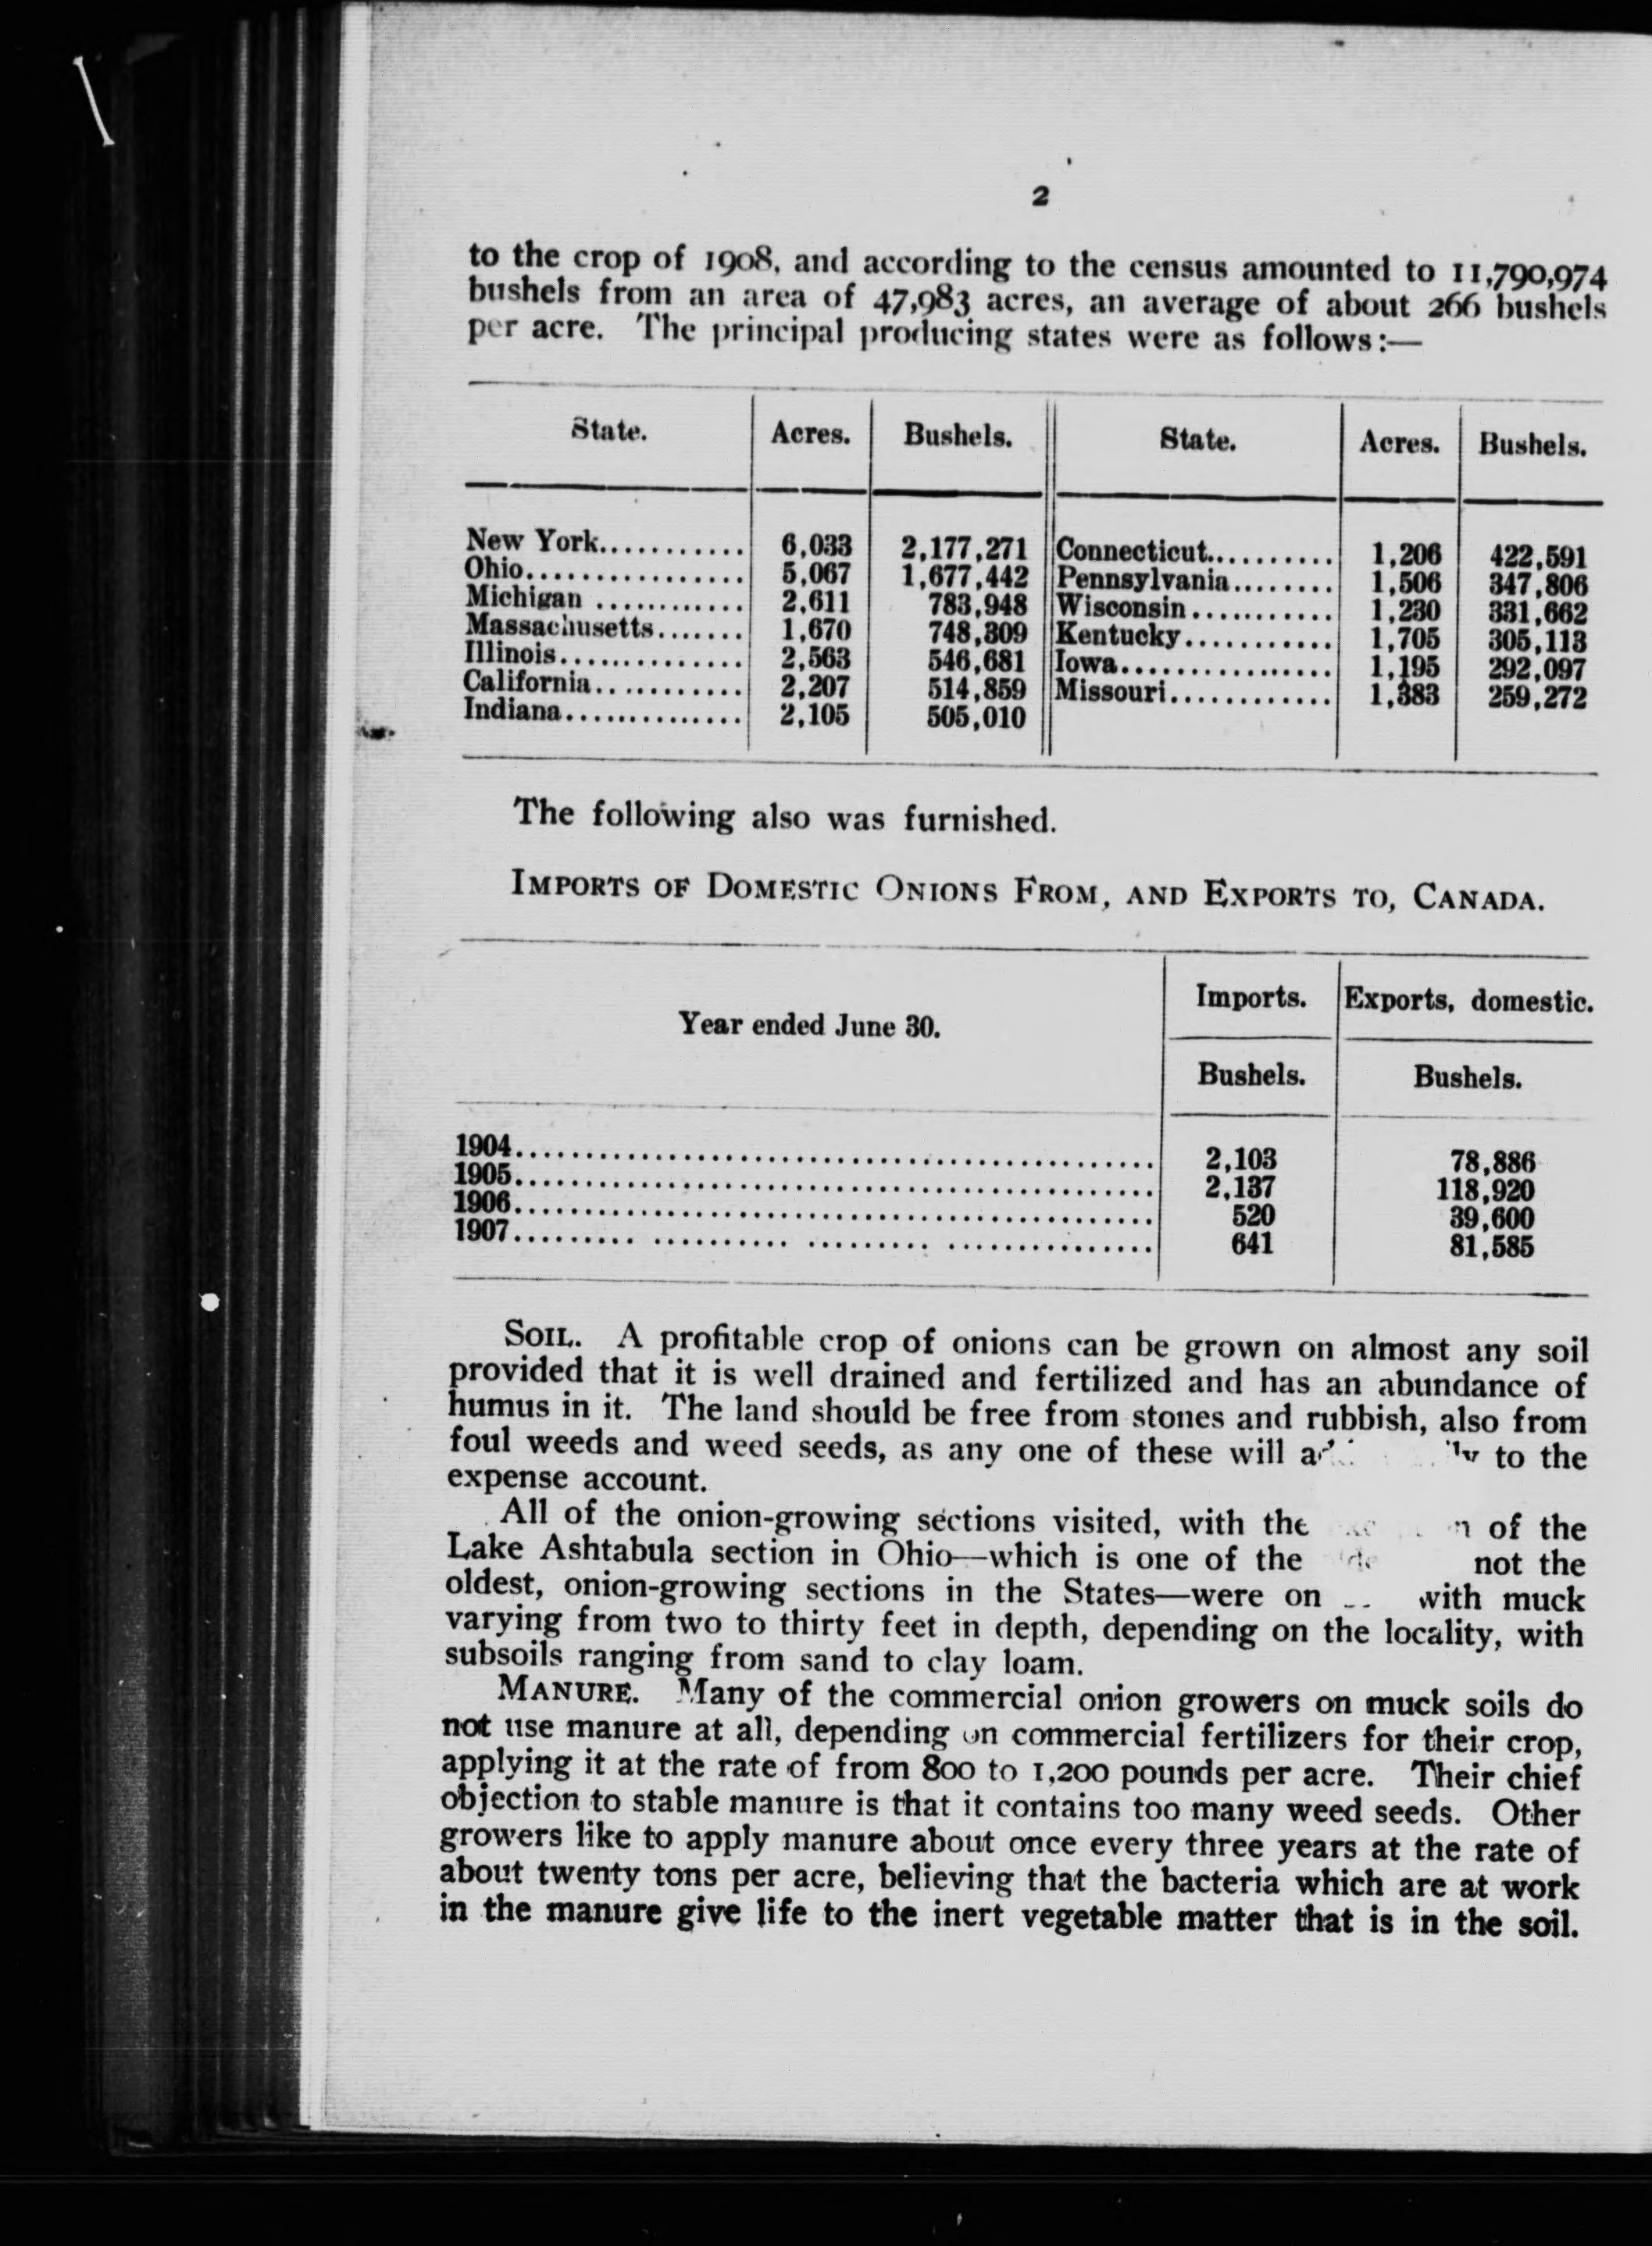 2
to the crop of 1908, and according to the census amounted to 11,790,974
bushels from an area of 47,983 acres, an average of about 266 bushels
per acre. The principal producing states were as follows:—
State. Acres. Bushels. State. Acres. Bushels.
New York........... 6,033 2,177,271 Connecticut.......... 1,206 422,591
Ohio................ 5,067 1,677,442 Pennsylvania........ 1,506 347,806
Michigan ............ 2,611 783,948 Wisconsin........... 1,230 331,662
Massachusetts....... 1,670 748,309 Kentucky........... 1,705 305,113
Illinois.............. 2,563 546,681 Iowa................. 1,195 292,097
California........... 2,207 514,859 Missouri............ 1,383 259,272
Indiana.............. 2,105 505,010
The following also was furnished.
IMPORTS OF DOMESTIC ONIONS FROM, AND EXPORTS TO, CANADA.
Year ended June 30. Imports. Exports, domestic.
Bushels. Bushels.
1904.................................................. 2,103 78,886
1905.................................................. 2,137 118,920
1906.................................................. 520 39,600
1907......... .......... ......... ................ 641 81,585
SOIL. A profitable crop of onions can be grown on almost any soil
provided that it is well drained and fertilized and has an abundance of
humus in it. The land should be free from stones and rubbish, also from
foul weeds and weed seeds, as any one of these will to the
expense account.
All of the onion-growing sections visited, with the of the
Lake Ashtabula section in Ohio—which is one of the not the
oldest, onion-growing sections in the States—were on with muck
varying from two to thirty feet in depth, depending on the locality, with
subsoils ranging from sand to clay loam.
MANURE. Many of the commercial onion growers on muck soils do
not use manure at all, depending on commercial fertilizers for their crop,
applying it at the rate of from 800 to 1,200 pounds per acre. Their chief
objection to stable manure is that it contains too many weed seeds. Other
growers like to apply manure about once every three years at the rate of
about twenty tons per acre, believing that the bacteria which are at work
in the manure give life to the inert vegetable matter that is in the soil.